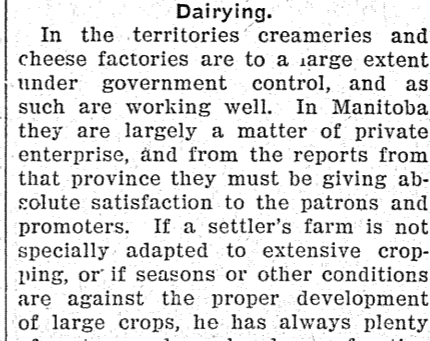 Dairying.
In the territories creameries and
cheese factories are to a large extent
under government control, and as
such are working well. In Manitoba
they are largely a matter of private
enterprise, and from the reports from
that province they must be giving ab-
solute satisfaction to the patrons and
promoters. If a settler's farm is not
specially adapted to extensive crop-
ping, or if seasons or other conditions
are against the proper development
of large crops, he has always plenty